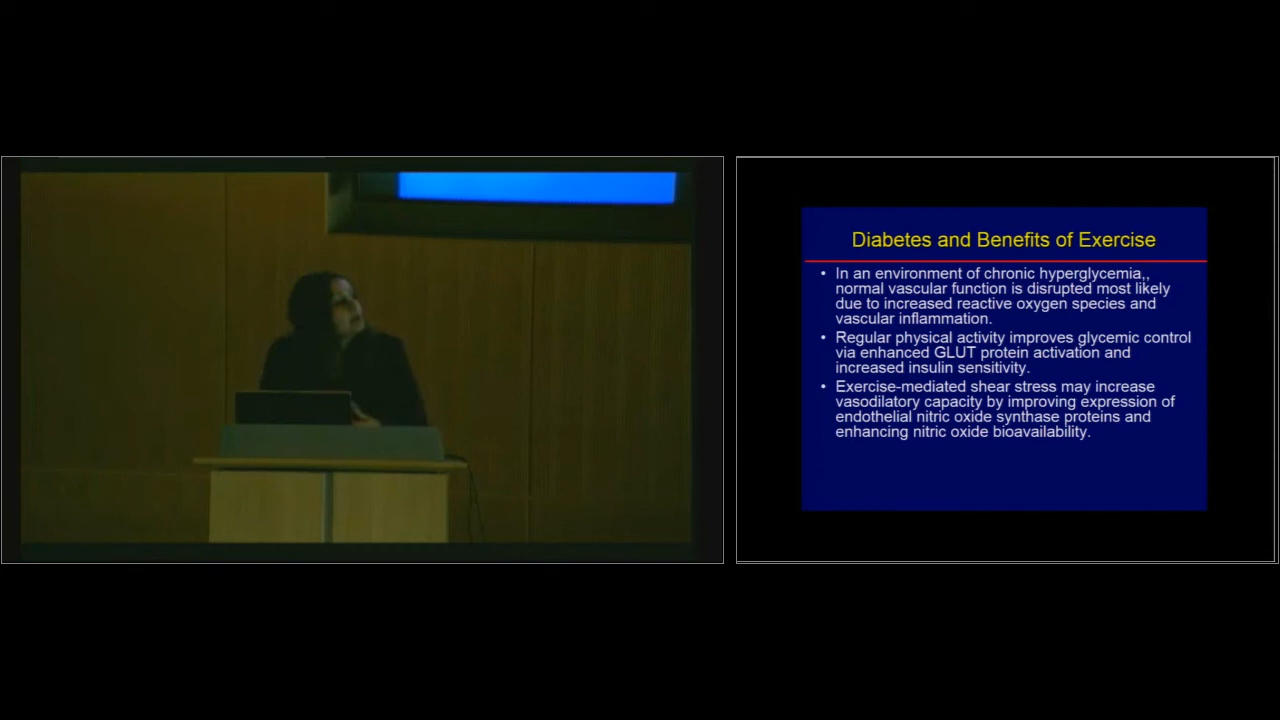 Diabetes and Benefits of Exercise
• In an environment of chronic hyperglycemia,,
normal vascular function is disrupted most likely
due to increased reactive oxygen species and
vascular inflammation.
• Regular physical activity improves glycemic control
via enhanced GLUT protein activation and
increased insulin sensitivity.
• Exercise-mediated shear stress may increase
vasodilatory capacity by improving expression of
endothelial nitric oxide synthase proteins and
enhancing nitric oxide bioavailability.